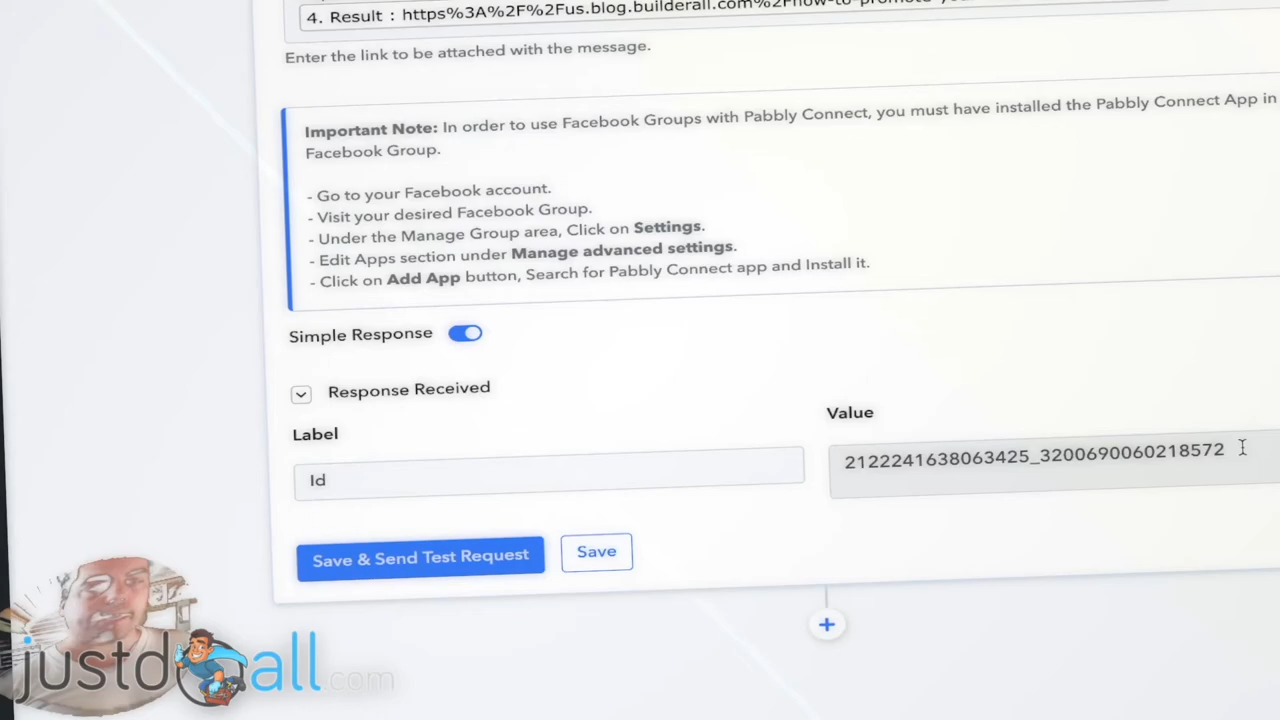 4. Result : https%3A%2F%2Fus.blog.builderall.com%2Fhow-to-promote-
Enter the link to be attached with the message.
Important Note: In order to use Facebook Groups with Pabbly Connect, you must have installed the Pabbly Connect App in
Facebook Group.
- Go to your Facebook account.
- Visit your desired Facebook Group.
- Under the Manage Group area, Click on Settings.
- Edit Apps section under Manage advanced settings.
- Click on Add App button, Search for Pabbly Connect app and Install it.
Simple Response
Response Received
Label
Value
Id
2122241638063425_3200690060218572
Save & Send Test Request
Save
+
justdoall.com